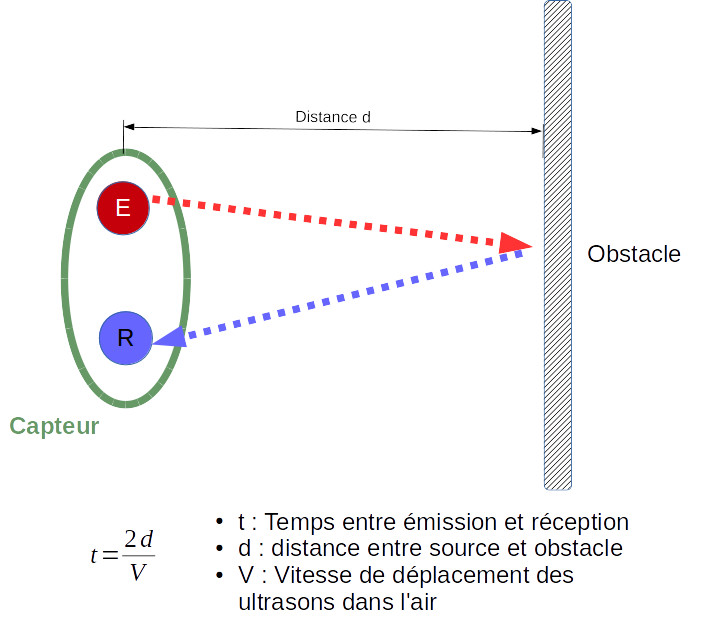 Distance d
E
Obstacle
R
Capteur
t = 2d / V
• t : Temps entre émission et réception
• d : distance entre source et obstacle
• V : Vitesse de déplacement des
ultrasons dans l'air